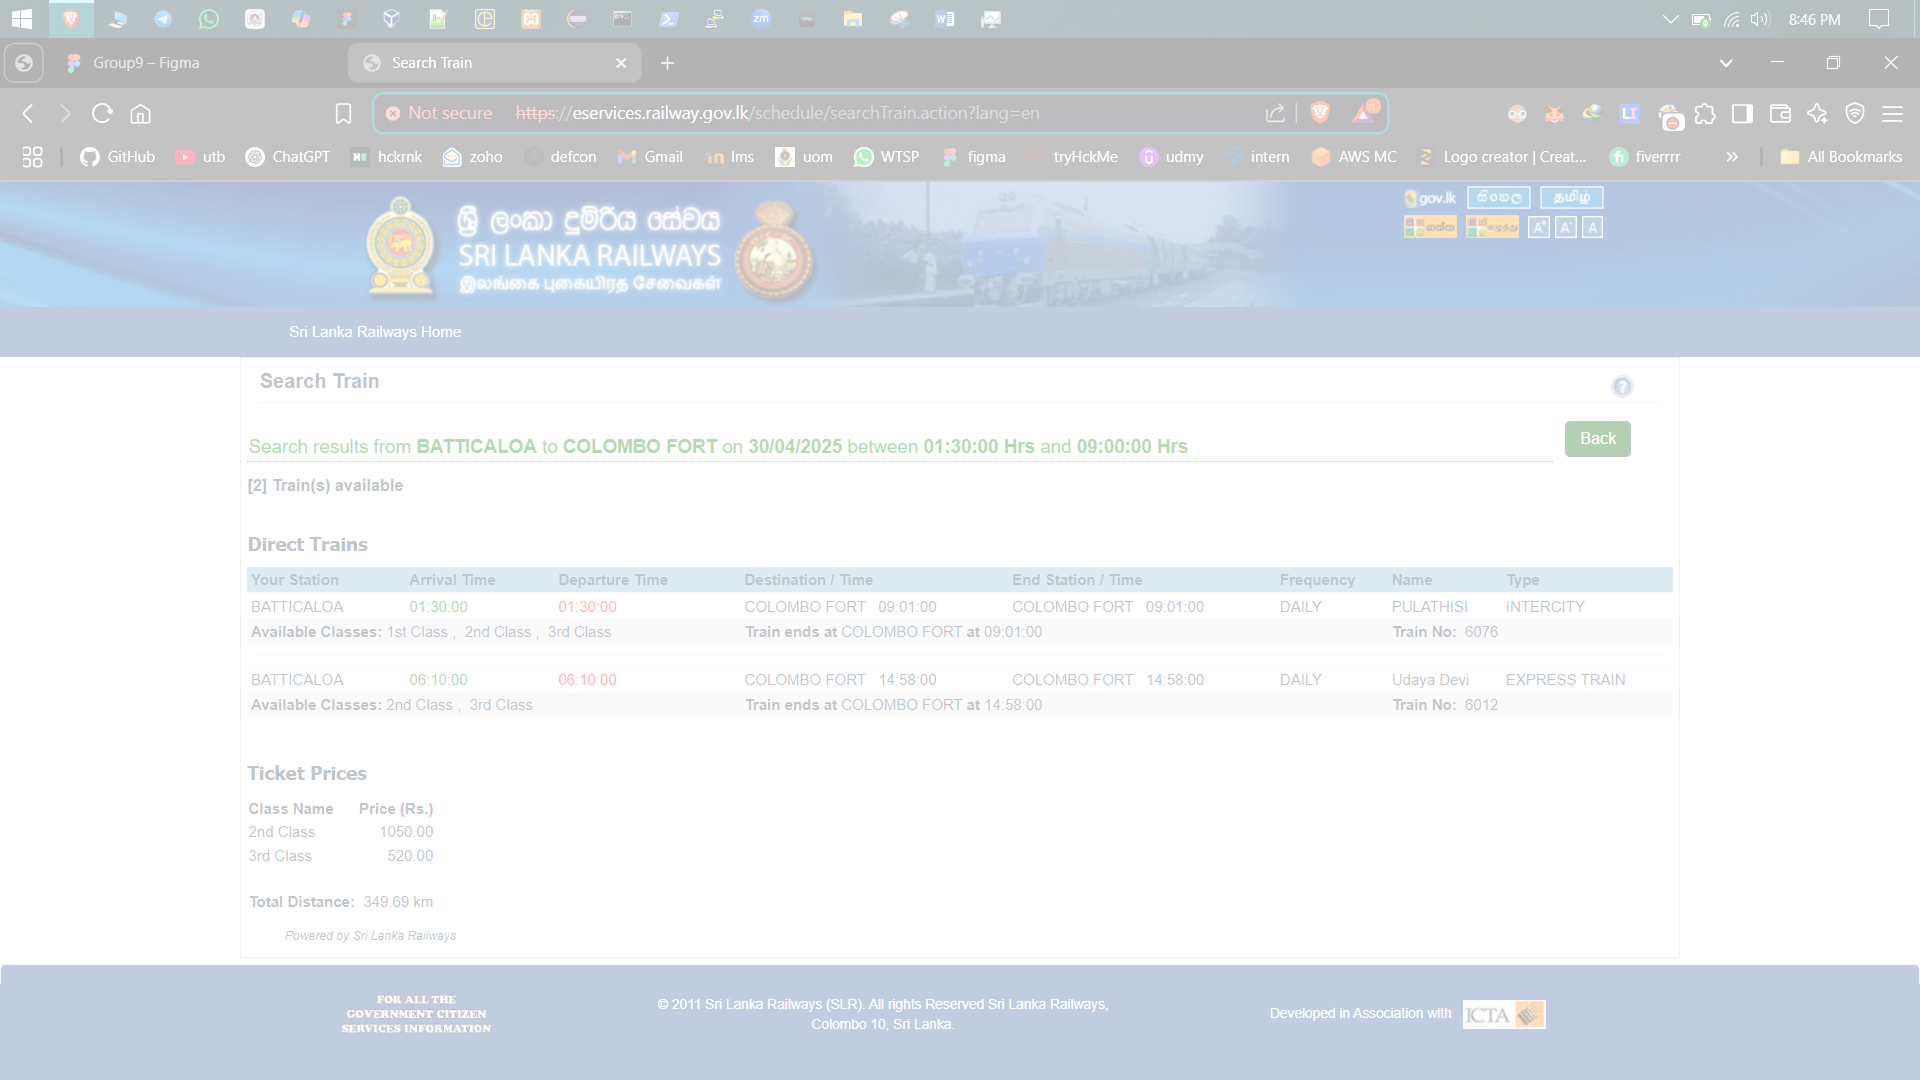 8:46 PM
Group9 – Figma
Search Train
Not secure https://eservices.railway.gov.lk/schedule/searchTrain.action?lang=en
GitHub utb ChatGPT hckrnk zoho defcon Gmail lms uom WTSP figma tryHckMe udmy intern AWS MC Logo creator | Creat... fiverrrr » All Bookmarks
ශ්‍රී ලංකා දුම්රිය සේවය
SRI LANKA RAILWAYS
இலங்கை புகையிரத சேவைகள்
gov.lk සිංහල தமிழ்
A+ A- A
Sri Lanka Railways Home
Search Train
Search results from BATTICALOA to COLOMBO FORT on 30/04/2025 between 01:30:00 Hrs and 09:00:00 Hrs
Back
[2] Train(s) available
Direct Trains
Your Station Arrival Time Departure Time Destination / Time End Station / Time Frequency Name Type
BATTICALOA 01:30:00 01:30:00 COLOMBO FORT 09:01:00 COLOMBO FORT 09:01:00 DAILY PULATHISI INTERCITY
Available Classes: 1st Class , 2nd Class , 3rd Class Train ends at COLOMBO FORT at 09:01:00 Train No: 6076
BATTICALOA 06:10:00 06:10:00 COLOMBO FORT 14:58:00 COLOMBO FORT 14:58:00 DAILY Udaya Devi EXPRESS TRAIN
Available Classes: 2nd Class , 3rd Class Train ends at COLOMBO FORT at 14:58:00 Train No: 6012
Ticket Prices
Class Name Price (Rs.)
2nd Class 1050.00
3rd Class 520.00
Total Distance: 349.69 km
Powered by Sri Lanka Railways
FOR ALL THE
GOVERNMENT CITIZEN
SERVICES INFORMATION
© 2011 Sri Lanka Railways (SLR). All rights Reserved Sri Lanka Railways,
Colombo 10, Sri Lanka.
Developed in Association with ICTA